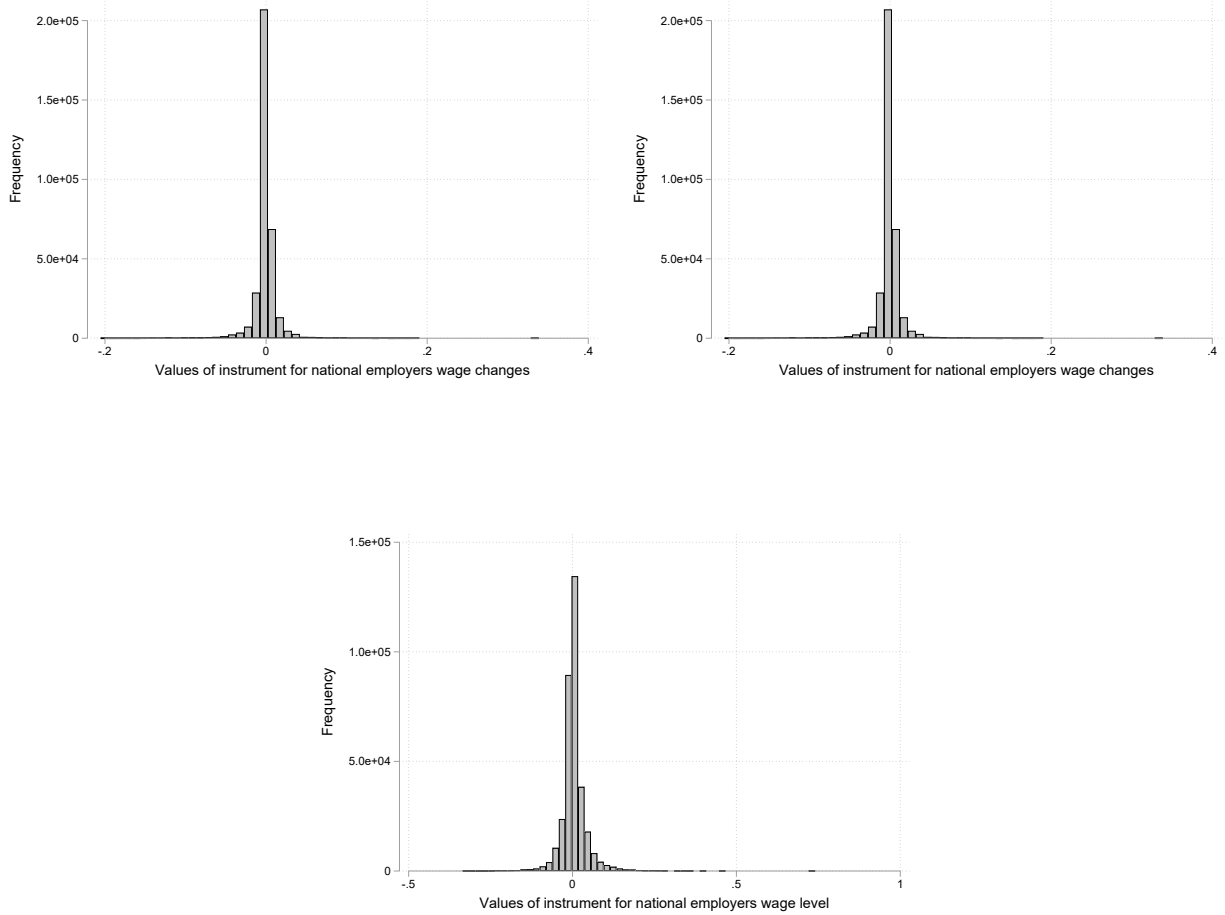 2.0e+05
1.5e+05
1.0e+05
5.0e+04
0
Frequency
-.2 0 .2 .4
Values of instrument for national employers wage changes
2.0e+05
1.5e+05
1.0e+05
5.0e+04
0
Frequency
-.2 0 .2 .4
Values of instrument for national employers wage changes
1.5e+05
1.0e+05
5.0e+04
0
Frequency
-.5 0 .5 1
Values of instrument for national employers wage level